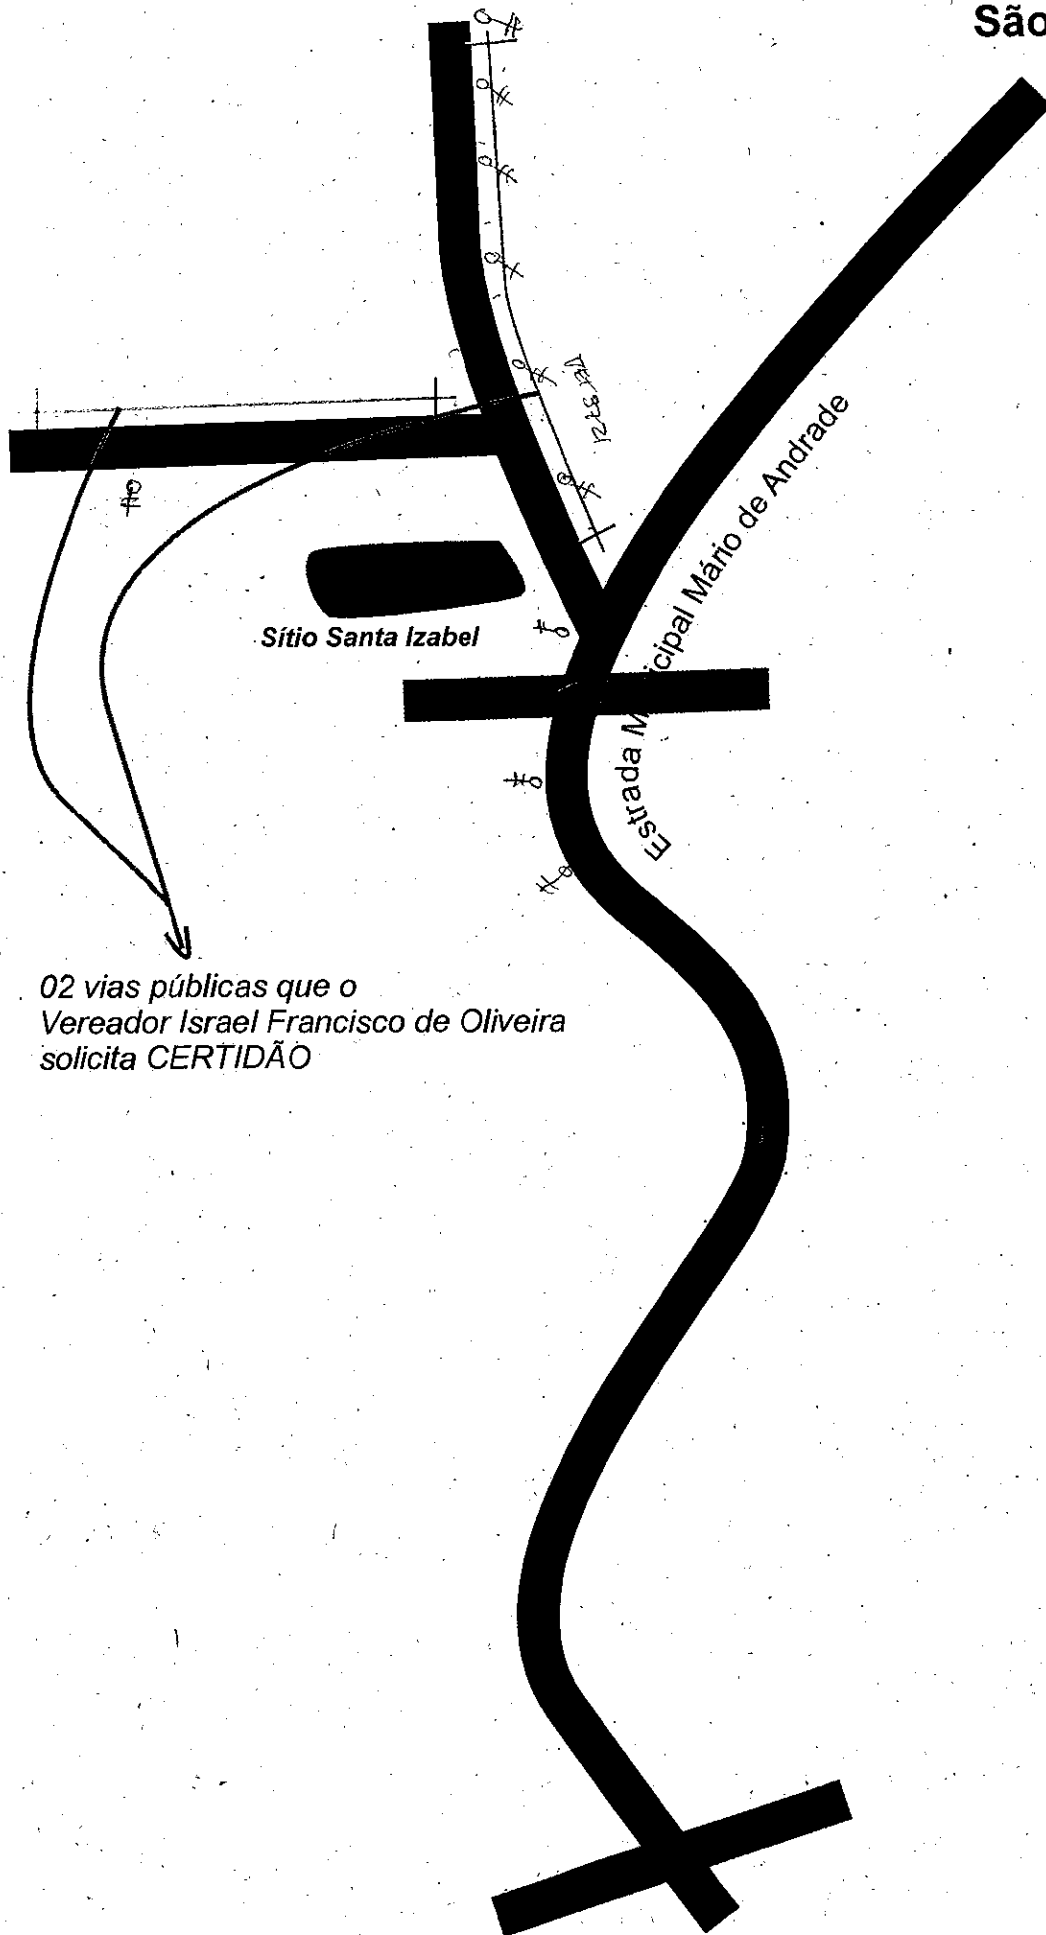 São
Estrada M icipal Mário de Andrade
Sítio Santa Izabel
02 vias públicas que o
Vereador Israel Francisco de Oliveira
solicita CERTIDÃO